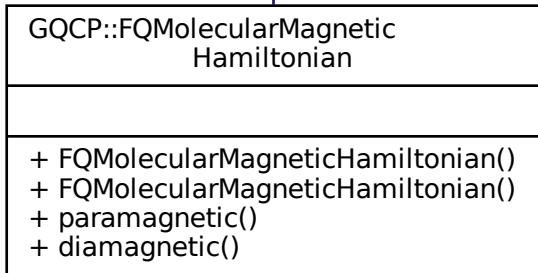 GQCP::FQMolecularMagnetic
Hamiltonian
+ FQMolecularMagneticHamiltonian()
+ FQMolecularMagneticHamiltonian()
+ paramagnetic()
+ diamagnetic()